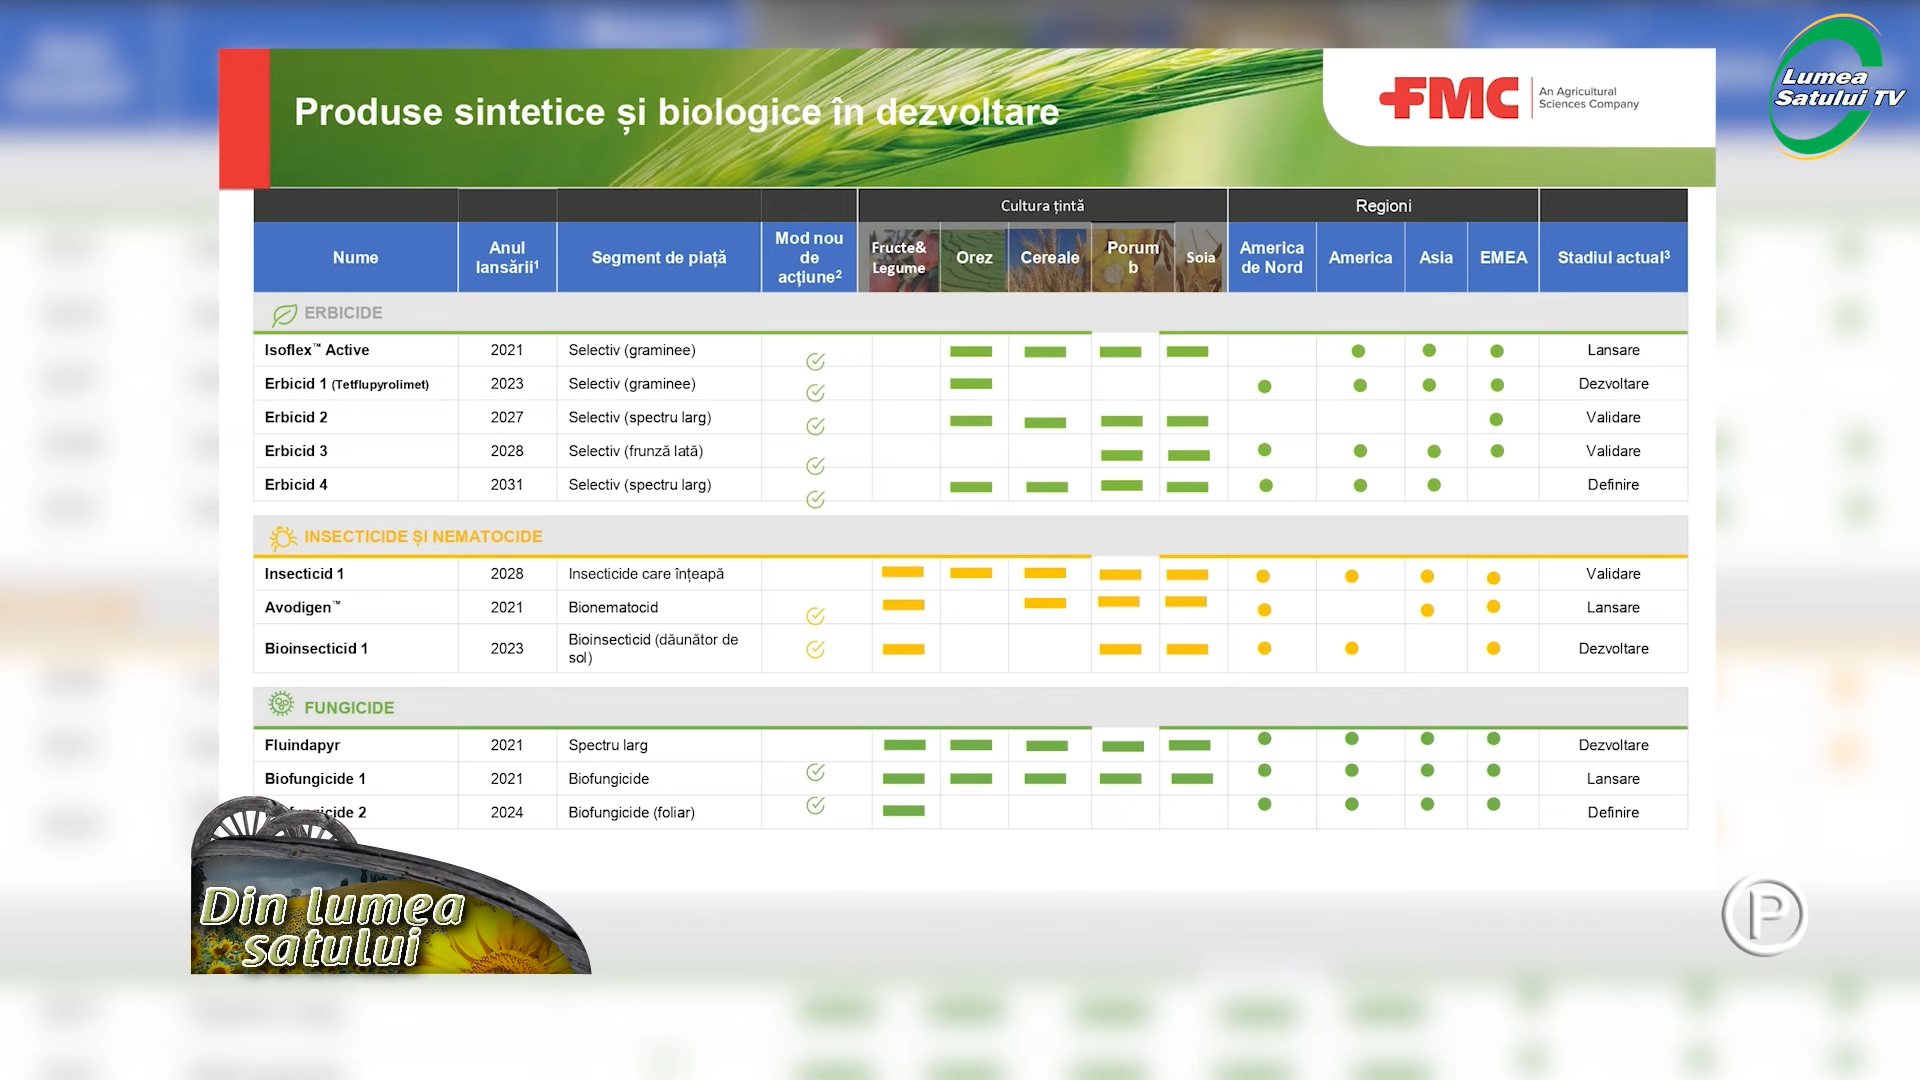 Lumea
Satului TV
Produse sintetice și biologice în dezvoltare
FMC
An Agricultural
Sciences Company
Cultura țintă
Regioni
Nume
Anul
lansării¹
Segment de piață
Mod nou
de
acțiune²
Fructe&
Legume
Orez
Cereale
Porum
b
Soia
America
de Nord
America
Asia
EMEA
Stadiul actual³
ERBICIDE
Isoflex™ Active 2021 Selectiv (graminee) Lansare
Erbicid 1 (Tetflupyrolimet) 2023 Selectiv (graminee) Dezvoltare
Erbicid 2 2027 Selectiv (spectru larg) Validare
Erbicid 3 2028 Selectiv (frunză lată) Validare
Erbicid 4 2031 Selectiv (spectru larg) Definire
INSECTICIDE ȘI NEMATOCIDE
Insecticid 1 2028 Insecticide care înțeapă Validare
Avodigen™ 2021 Bionematocid Lansare
Bioinsecticid 1 2023 Bioinsecticid (dăunător de
sol) Dezvoltare
FUNGICIDE
Fluindapyr 2021 Spectru larg Dezvoltare
Biofungicide 1 2021 Biofungicide Lansare
2 2024 Biofungicide (foliar) Definire
Din lumea
satului
P